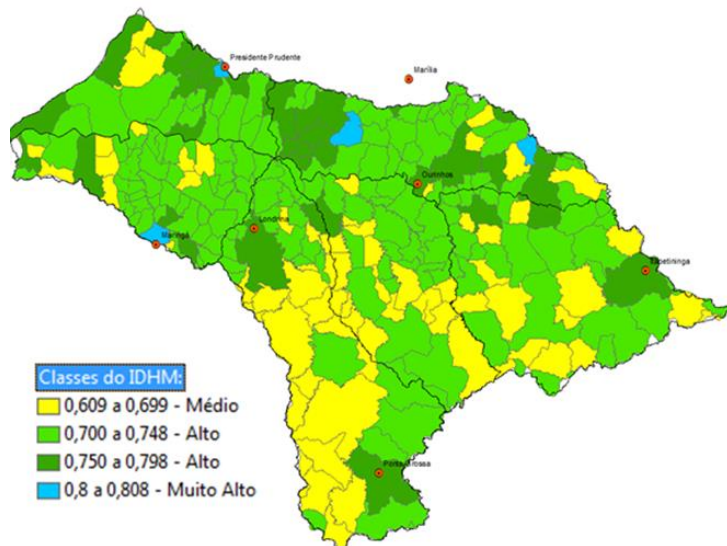 Presidente Prudente
Marília
Ourinhos
Londrina
Maringá
Itapetininga
Ponta Grossa
Classes do IDHM:
0,609 a 0,699 - Médio
0,700 a 0,748 - Alto
0,750 a 0,798 - Alto
0,8 a 0,808 - Muito Alto